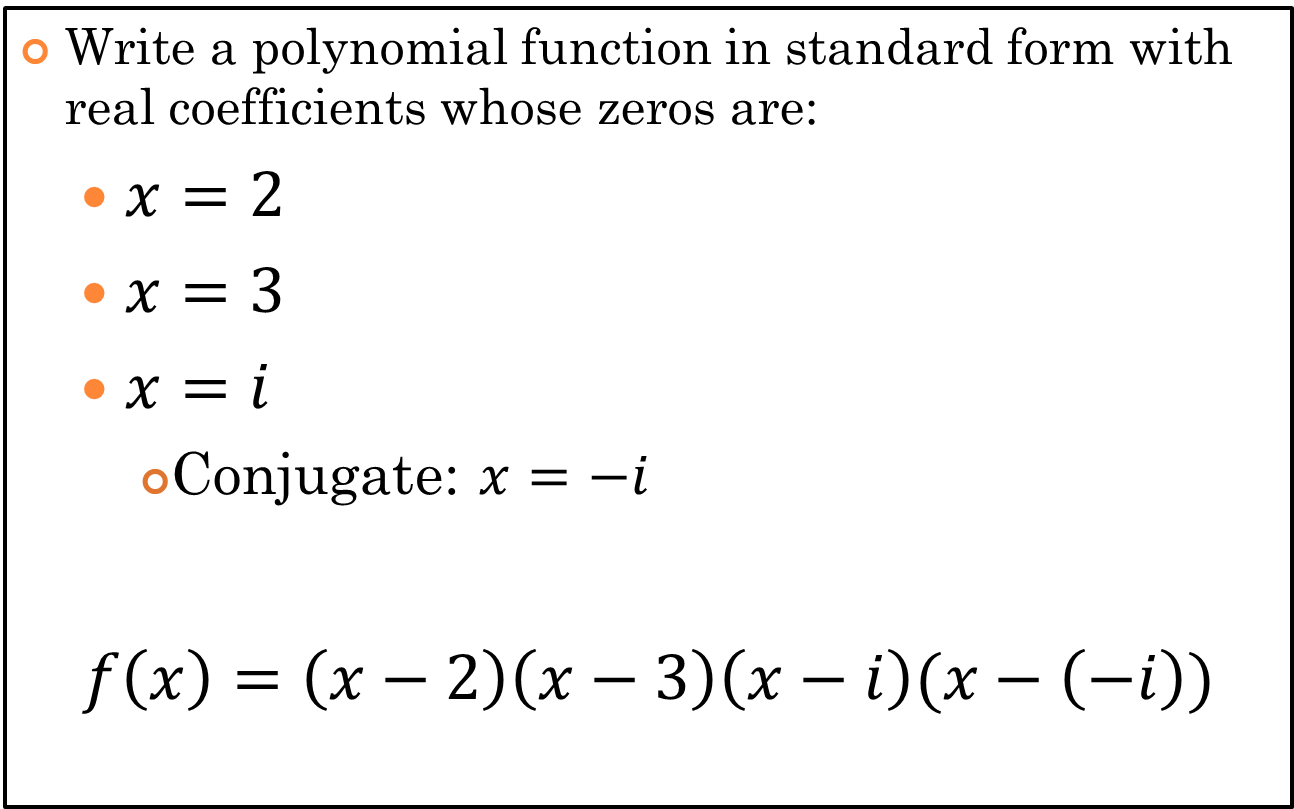 Write a polynomial function in standard form with
real coefficients whose zeros are:
x = 2
x = 3
x = i
Conjugate: x = −i
f(x) = (x − 2)(x − 3)(x − i)(x − (−i))